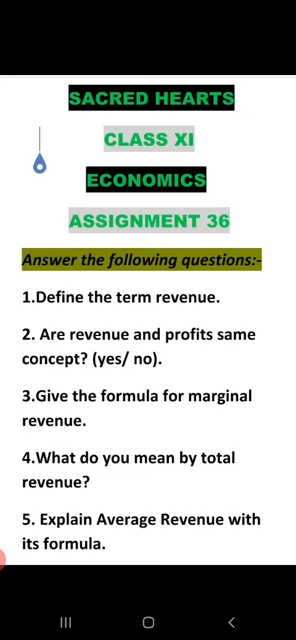 SACRED HEARTS
CLASS XI
ECONOMICS
ASSIGNMENT 36
Answer the following questions:-
1.Define the term revenue.
2. Are revenue and profits same
concept? (yes/ no).
3.Give the formula for marginal
revenue.
4.What do you mean by total
revenue?
5. Explain Average Revenue with
its formula.